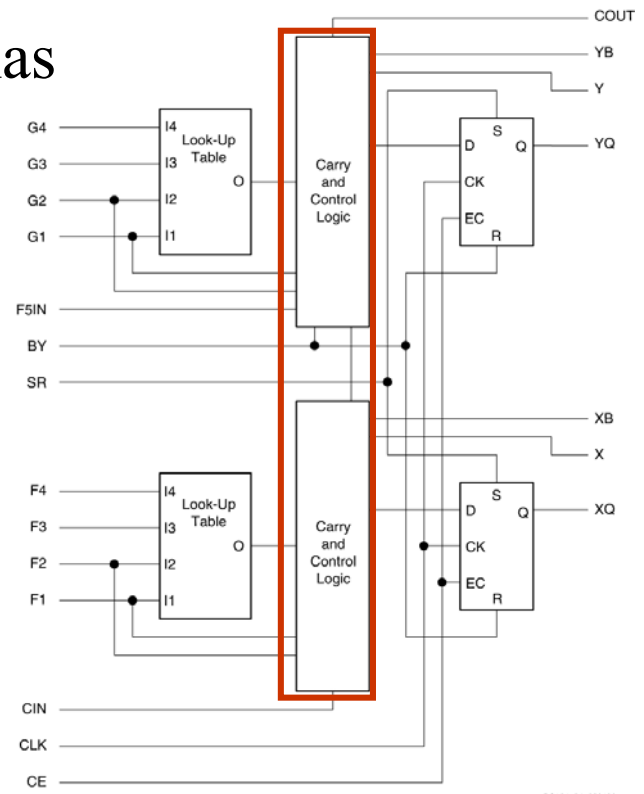 as
COUT
YB
Y
G4
I4
Look-Up
Table
S
D
Q
YQ
G3
I3
Carry
and
Control
Logic
O
CK
G2
I2
EC
G1
I1
R
F5IN
BY
SR
XB
X
F4
I4
Look-Up
Table
S
D
Q
XQ
F3
I3
Carry
and
Control
Logic
O
CK
F2
I2
EC
F1
I1
R
CIN
CLK
CE